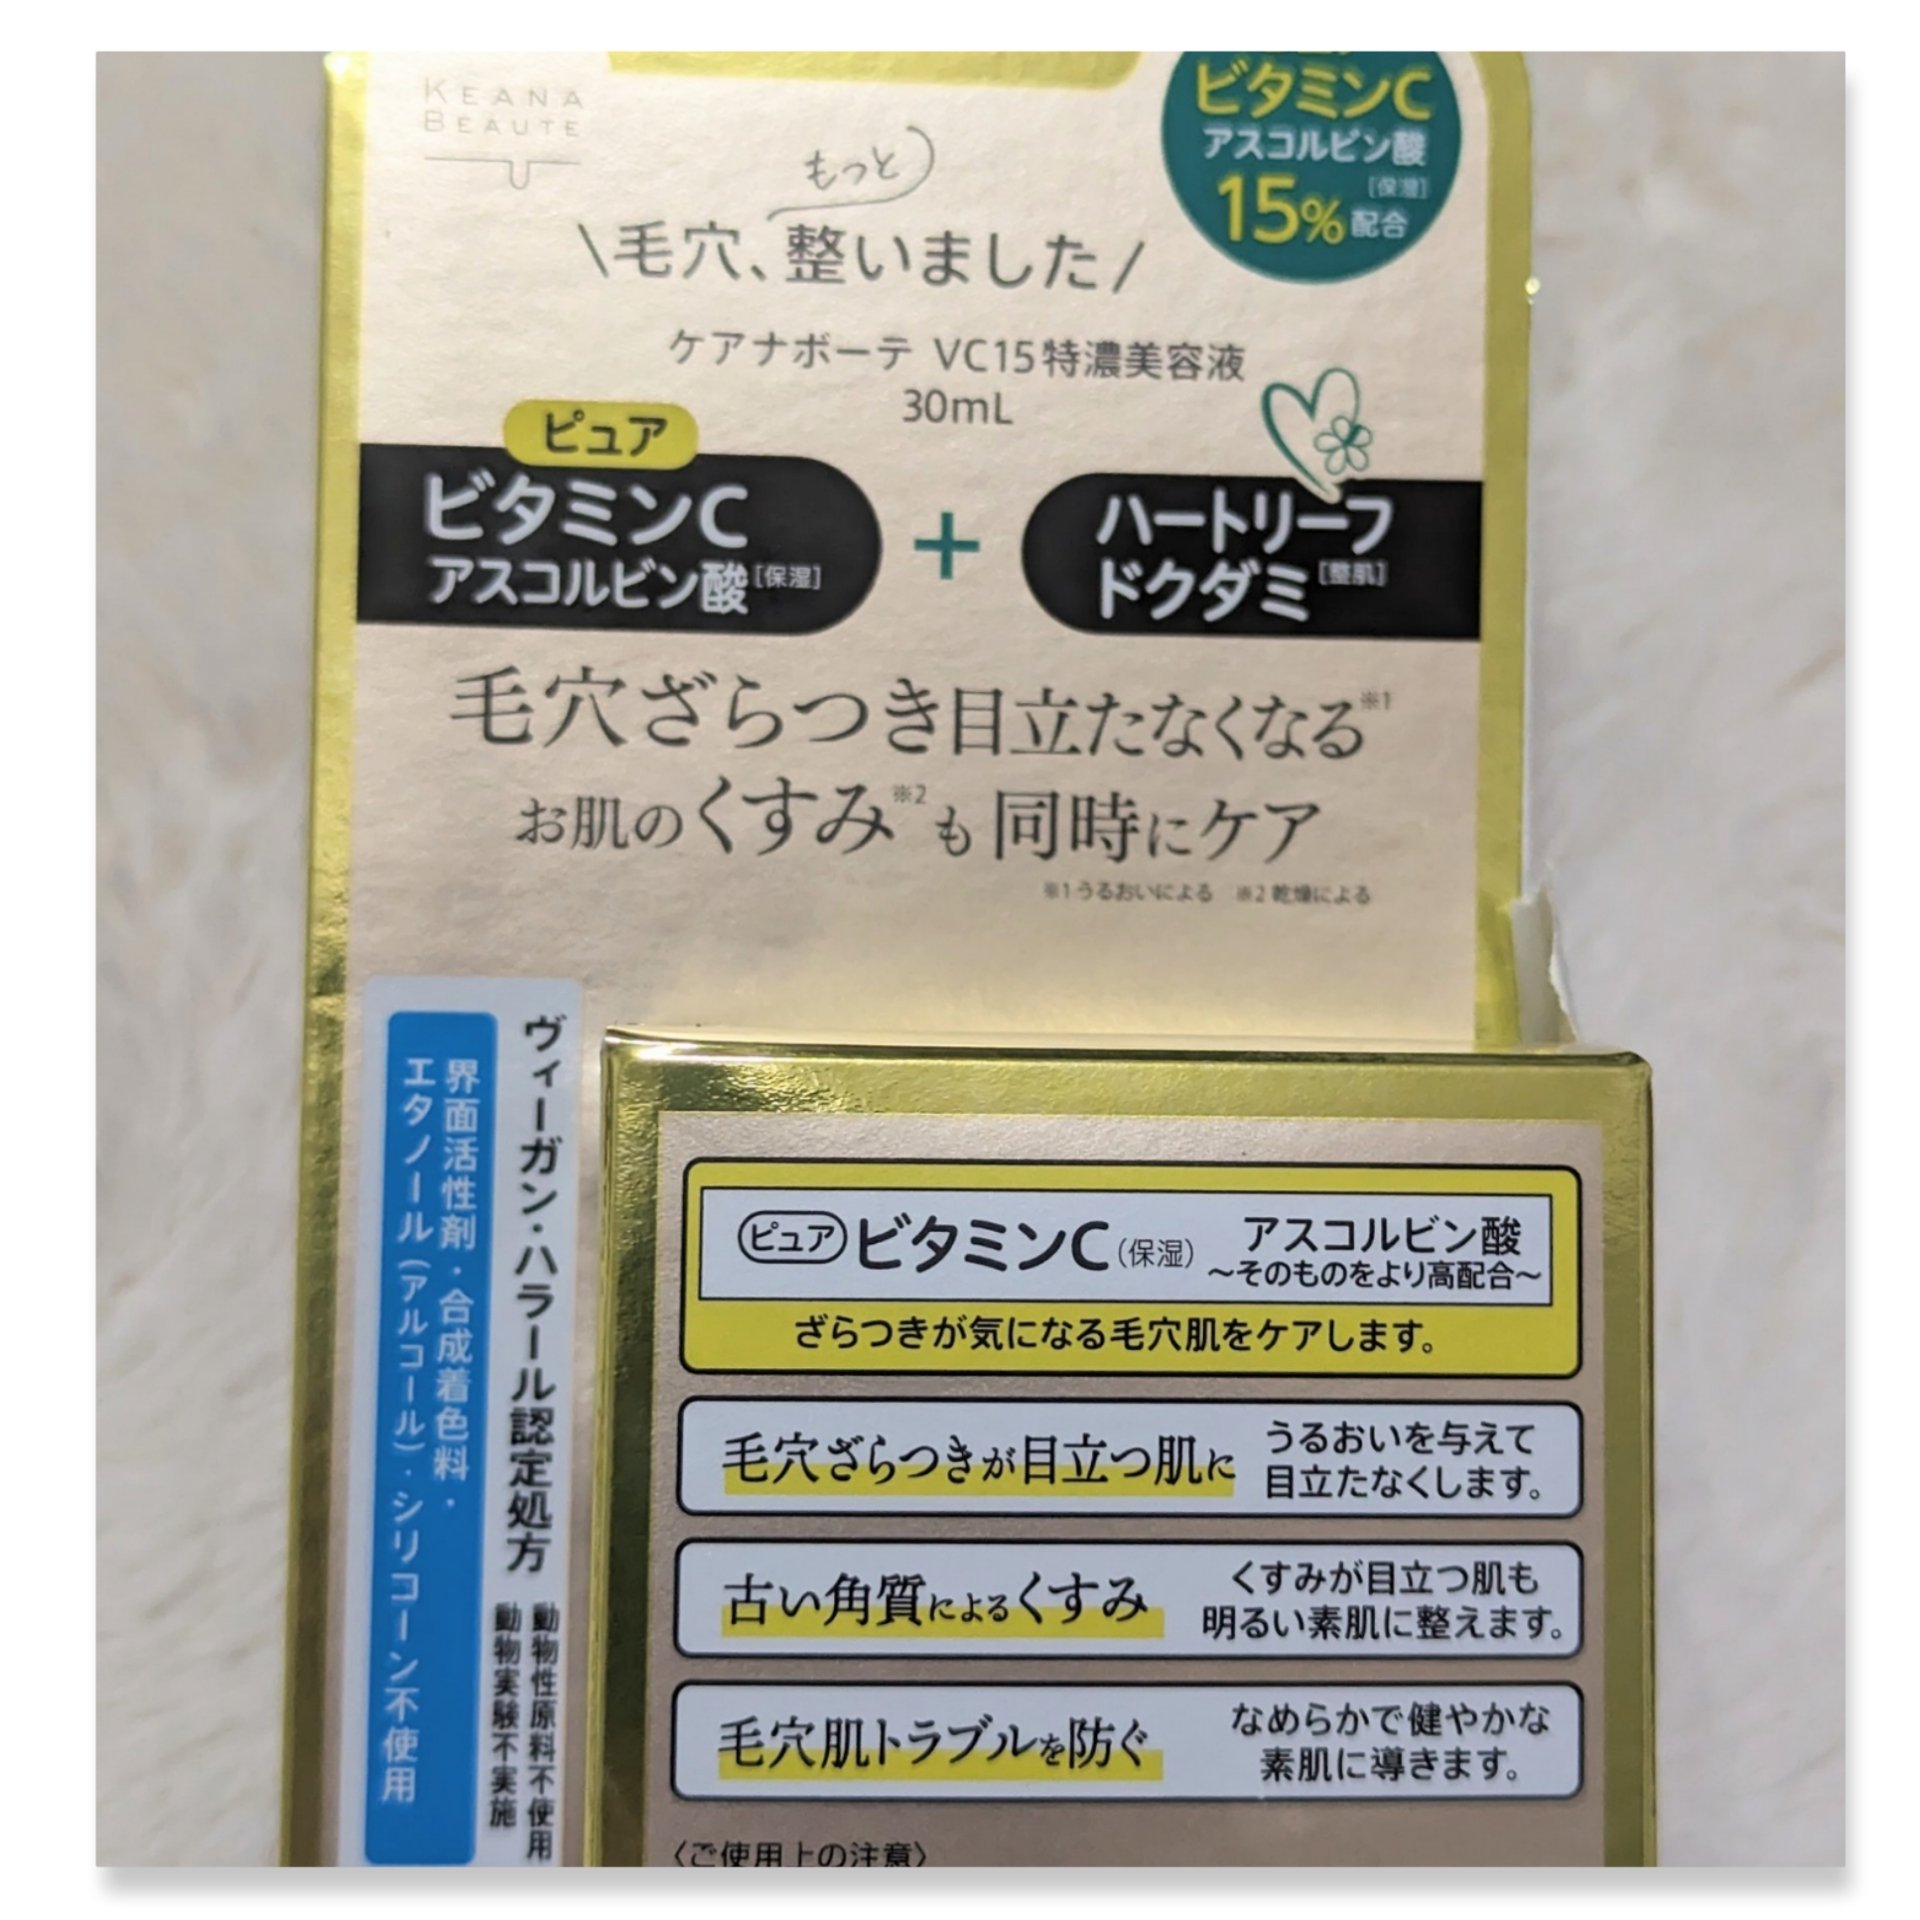 KEANA
BEAUTE
ビタミンC
アスコルビン酸
[保湿]
15%配合
もっと
\毛穴、整いました/
ケアナボーテ VC15特濃美容液
30mL
ピュア
ビタミンC
アスコルビン酸[保湿]
+
ハートリーフ
ドクダミ[整肌]
毛穴ざらつき目立たなくなる※1
お肌のくすみ※2も同時にケア
※1うるおいによる ※2乾燥による
ヴィーガン・ハラール認定処方
動物性原料不使用
動物実験不実施
界面活性剤・合成着色料・
エタノール(アルコール)・シリコーン不使用
ピュア ビタミンC(保湿)
アスコルビン酸
~そのものをより高配合~
ざらつきが気になる毛穴肌をケアします。
毛穴ざらつきが目立つ肌に
うるおいを与えて
目立たなくします。
古い角質によるくすみ
くすみが目立つ肌も
明るい素肌に整えます。
毛穴肌トラブルを防ぐ
なめらかで健やかな
素肌に導きます。
〈ご使用上の注意〉